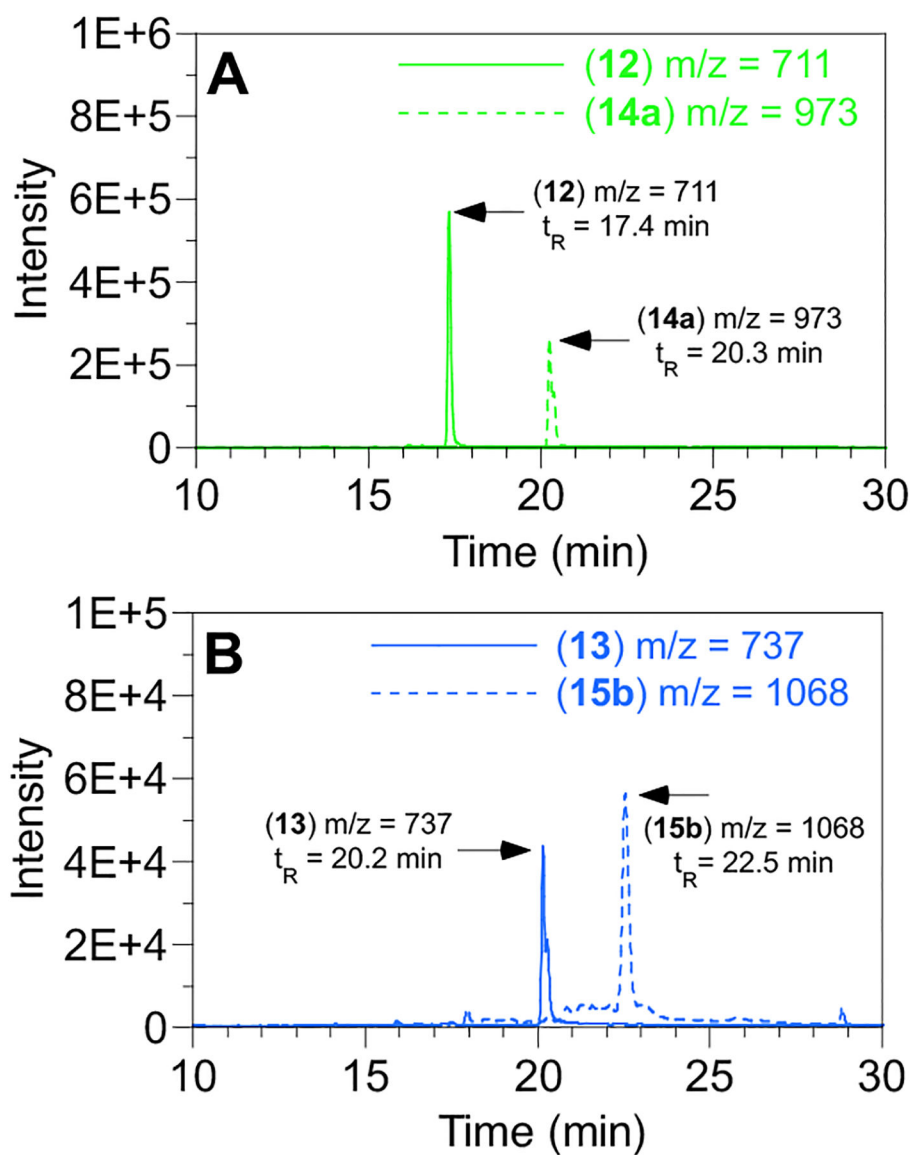 A
(12) m/z = 711
(14a) m/z = 973
(12) m/z = 711
tR = 17.4 min
(14a) m/z = 973
tR = 20.3 min
Intensity
1E+6
8E+5
6E+5
4E+5
2E+5
0
10 15 20 25 30
Time (min)
B
(13) m/z = 737
(15b) m/z = 1068
(13) m/z = 737
tR = 20.2 min
(15b) m/z = 1068
tR= 22.5 min
Intensity
1E+5
8E+4
6E+4
4E+4
2E+4
0
10 15 20 25 30
Time (min)